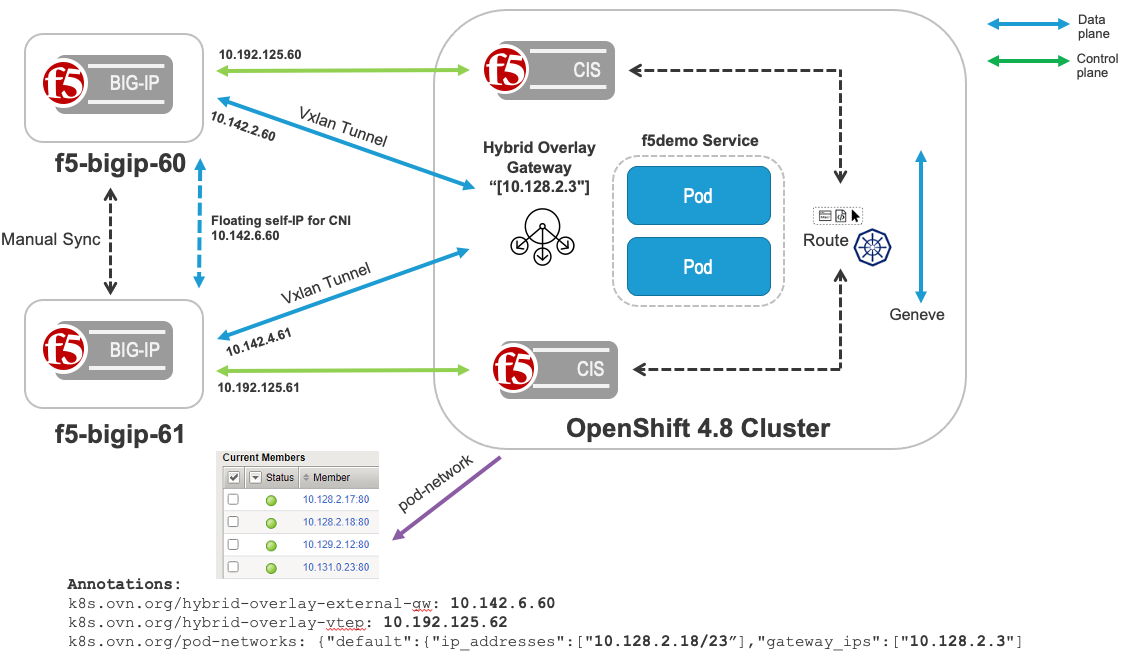 10.192.125.60
f5
BIG-IP
f5
CIS
Data
plane
Control
plane
10.142.2.60
Vxlan Tunnel
f5-bigip-60
Hybrid Overlay
Gateway
“[10.128.2.3"]
f5demo Service
Pod
Pod
Manual Sync
Floating self-IP for CNI
10.142.6.60
Route
Geneve
Vxlan Tunnel
10.142.4.61
f5
BIG-IP
f5
CIS
10.192.125.61
f5-bigip-61
OpenShift 4.8 Cluster
pod-network
Current Members
Status
Member
10.128.2.17:80
10.128.2.18:80
10.129.2.12:80
10.131.0.23:80
Annotations:
k8s.ovn.org/hybrid-overlay-external-gw: 10.142.6.60
k8s.ovn.org/hybrid-overlay-vtep: 10.192.125.62
k8s.ovn.org/pod-networks: {"default":{"ip_addresses":["10.128.2.18/23”],"gateway_ips":["10.128.2.3"]